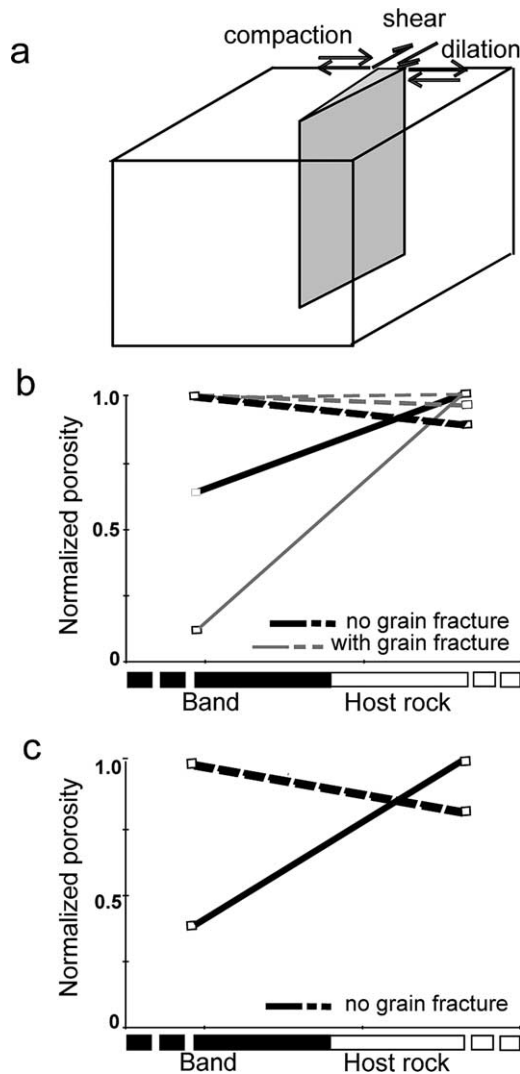 a
shear
compaction
dilation
b
1.0
0.5
0
Normalized porosity
no grain fracture
with grain fracture
Band
Host rock
c
1.0
0.5
0
Normalized porosity
no grain fracture
Band
Host rock